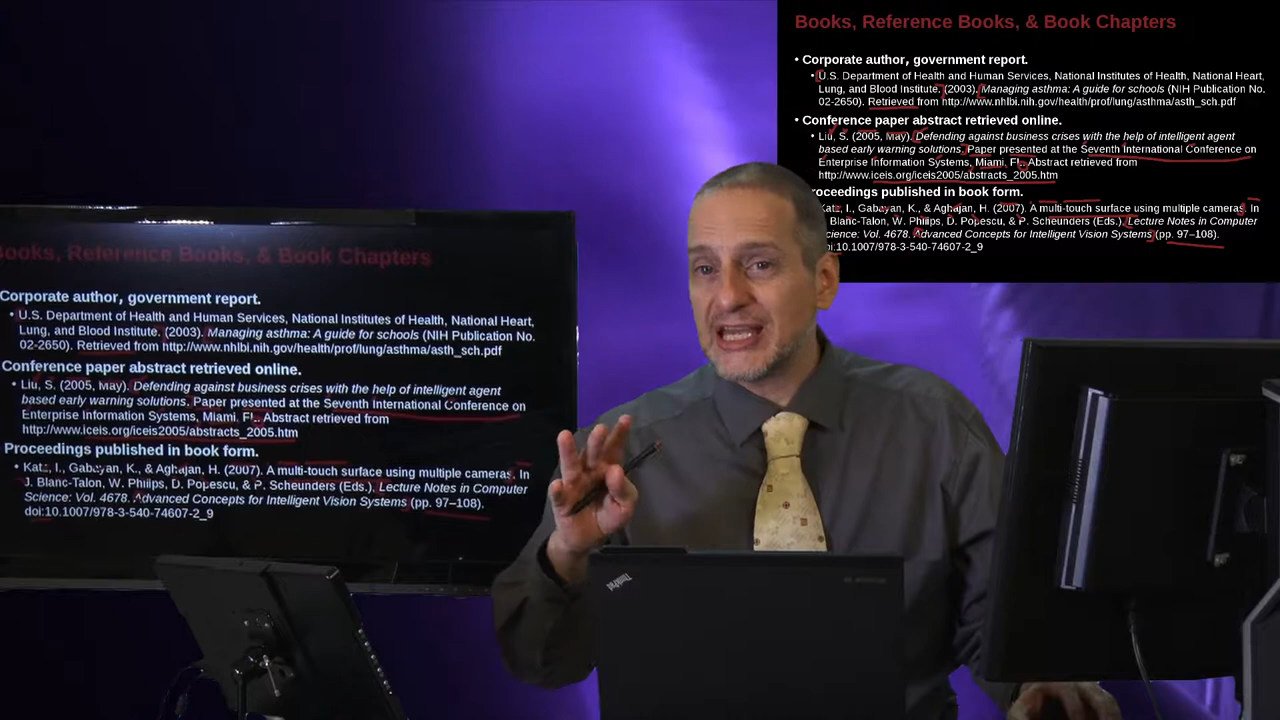 Books, Reference Books, & Book Chapters
• Corporate author, government report.
• U.S. Department of Health and Human Services, National Institutes of Health, National Heart,
Lung, and Blood Institute. (2003). Managing asthma: A guide for schools (NIH Publication No.
02-2650). Retrieved from http://www.nhlbi.nih.gov/health/prof/lung/asthma/asth_sch.pdf
• Conference paper abstract retrieved online.
• Liu, S. (2005, May). Defending against business crises with the help of intelligent agent
based early warning solutions. Paper presented at the Seventh International Conference on
Enterprise Information Systems, Miami, FL. Abstract retrieved from
http://www.iceis.org/iceis2005/abstracts_2005.htm
roceedings published in book form.
Katz, I., Gabayan, K., & Aghajan, H. (2007). A multi-touch surface using multiple cameras. In
. Blanc-Talon, W. Philips, D. Popescu, & P. Scheunders (Eds.), Lecture Notes in Computer
cience: Vol. 4678. Advanced Concepts for Intelligent Vision Systems (pp. 97–108).
oi:10.1007/978-3-540-74607-2_9
Books, Reference Books, & Book Chapters
Corporate author, government report.
• U.S. Department of Health and Human Services, National Institutes of Health, National Heart,
Lung, and Blood Institute. (2003). Managing asthma: A guide for schools (NIH Publication No.
02-2650). Retrieved from http://www.nhlbi.nih.gov/health/prof/lung/asthma/asth_sch.pdf
Conference paper abstract retrieved online.
• Liu, S. (2005, May). Defending against business crises with the help of intelligent agent
based early warning solutions. Paper presented at the Seventh International Conference on
Enterprise Information Systems, Miami, FL. Abstract retrieved from
http://www.iceis.org/iceis2005/abstracts_2005.htm
Proceedings published in book form.
• Katz, I., Gabayan, K., & Aghajan, H. (2007). A multi-touch surface using multiple cameras. In
J. Blanc-Talon, W. Philips, D. Popescu, & P. Scheunders (Eds.), Lecture Notes in Computer
Science: Vol. 4678. Advanced Concepts for Intelligent Vision Systems (pp. 97–108).
doi:10.1007/978-3-540-74607-2_9
ThinkPad